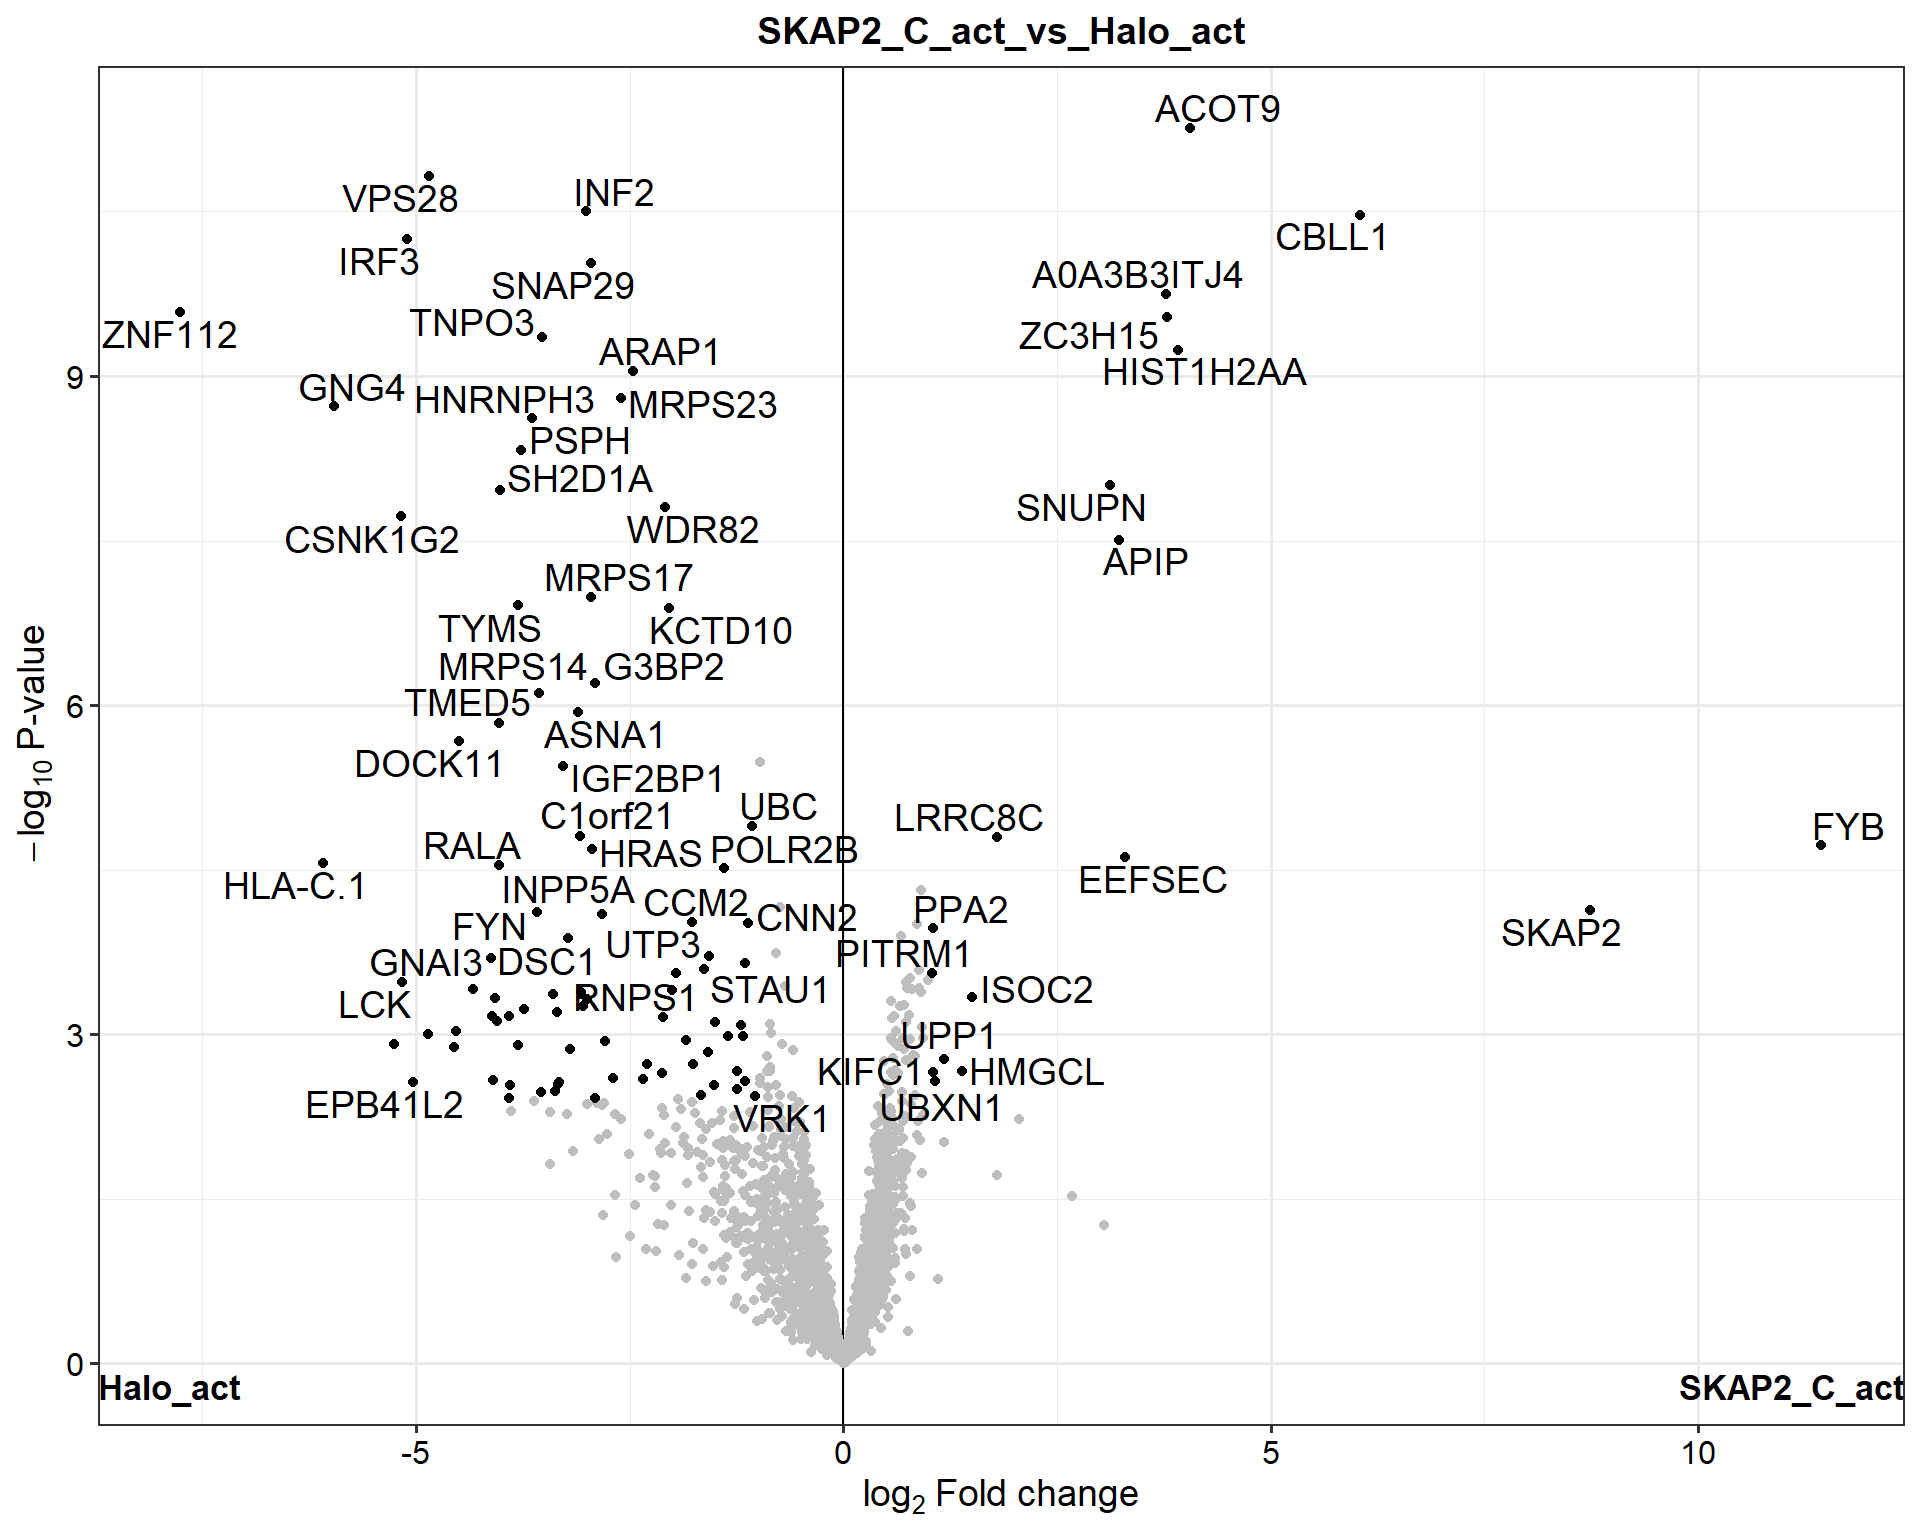 SKAP2_C_act_vs_Halo_act
ACOT9
VPS28
INF2
CBLL1
IRF3
A0A3B3ITJ4
SNAP29
TNPO3
ZNF112
ZC3H15
ARAP1
HIST1H2AA
9
GNG4
HNRNPH3
MRPS23
PSPH
SH2D1A
SNUPN
WDR82
CSNK1G2
APIP
MRPS17
TYMS
KCTD10
MRPS14
G3BP2
TMED5
6
ASNA1
DOCK11
IGF2BP1
UBC
C1orf21
LRRC8C
FYB
RALA
HRAS
POLR2B
HLA-C.1
EEFSEC
INPP5A
CCM2
PPA2
CNN2
FYN
SKAP2
UTP3
PITRM1
GNAI3
DSC1
STAU1
ISOC2
RNPS1
LCK
3
UPP1
KIFC1
HMGCL
EPB41L2
UBXN1
VRK1
0
Halo_act
SKAP2_C_act
-5
0
5
10
log2 Fold change
−log10 P-value